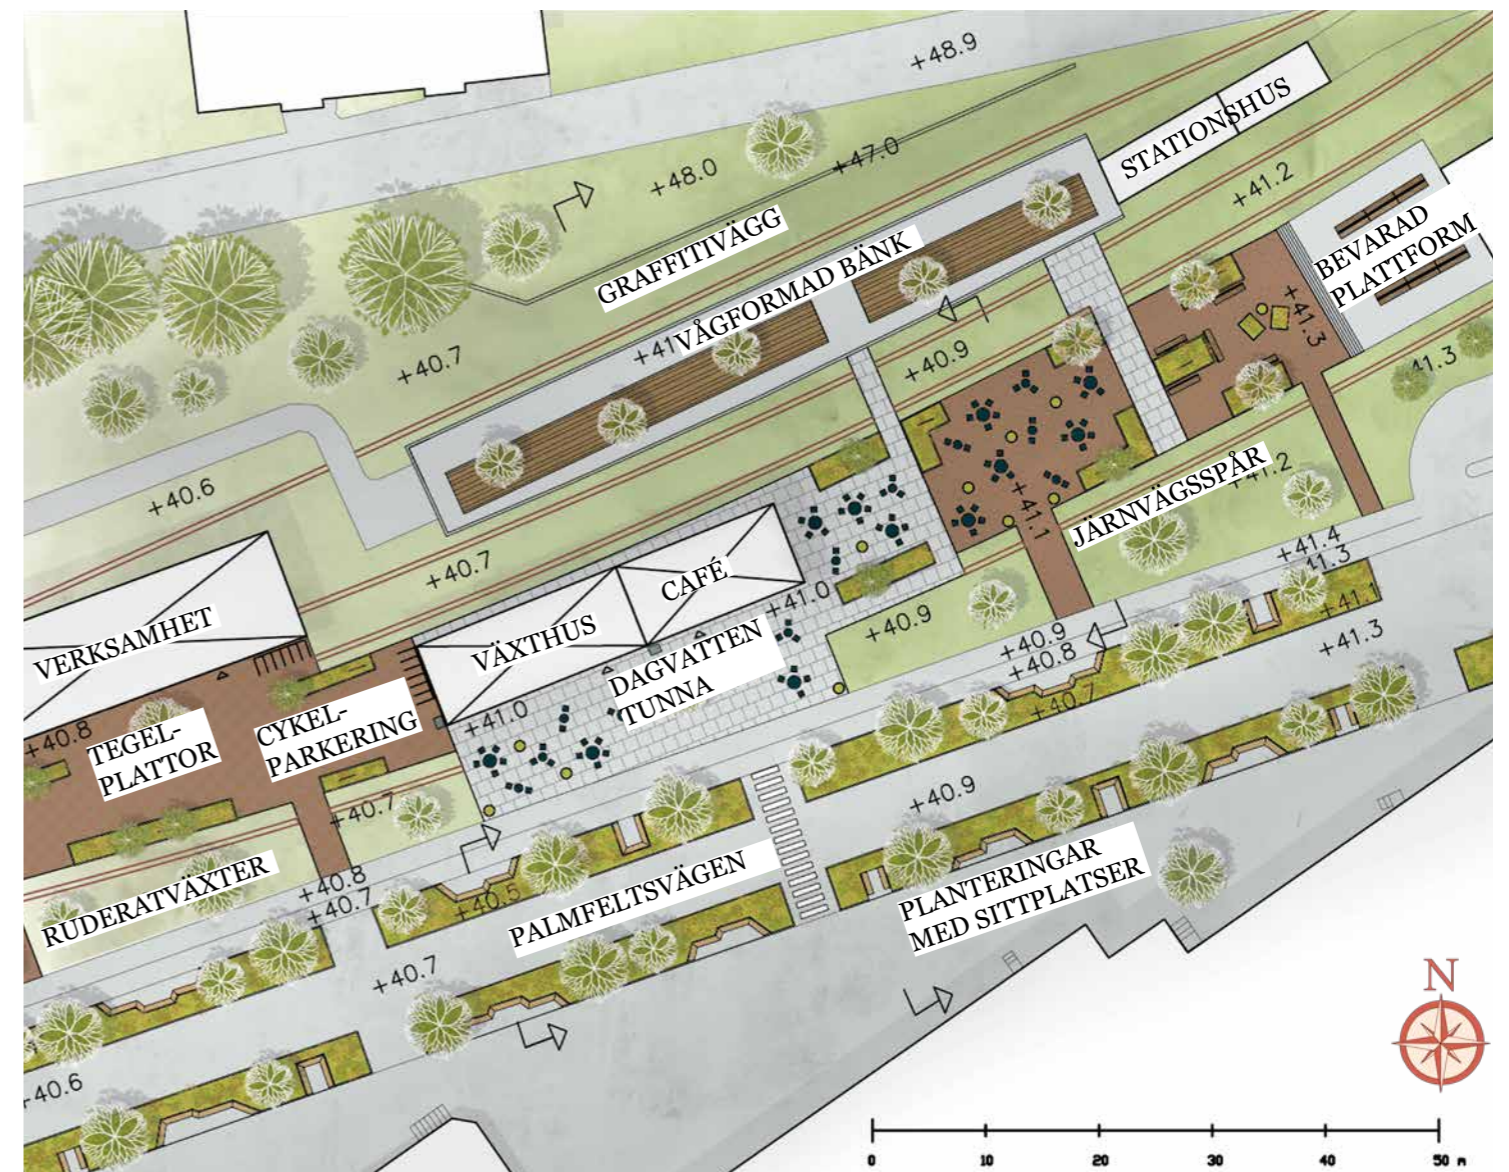 +48.9
+48.0
+47.0
STATIONSHUS
+41.2
GRAFFITIVÄGG
VÅGFORMAD BÄNK
BEVARAD
PLATTFORM
+41.3
+40.7
+41
+40.9
41.3
+40.6
+40.7
JÄRNVÄGSSPÅR
+41.1
+41.4
VERKSAMHET
VÄXTHUS
CAFÉ
+41.0
DAGVATTEN
TUNNA
+40.9
+40.9
+40.8
11.3
+41.1
+41.3
+40.8
TEGEL-
PLATTOR
CYKEL-
PARKERING
+41.0
+40.7
+40.7
+40.9
RUDERATVÄXTER
+40.8
+40.7
+40.5
PALMFELTSVÄGEN
PLANTERINGAR
MED SITTPLATSER
+40.7
+40.6
N
0 10 20 30 40 50 m